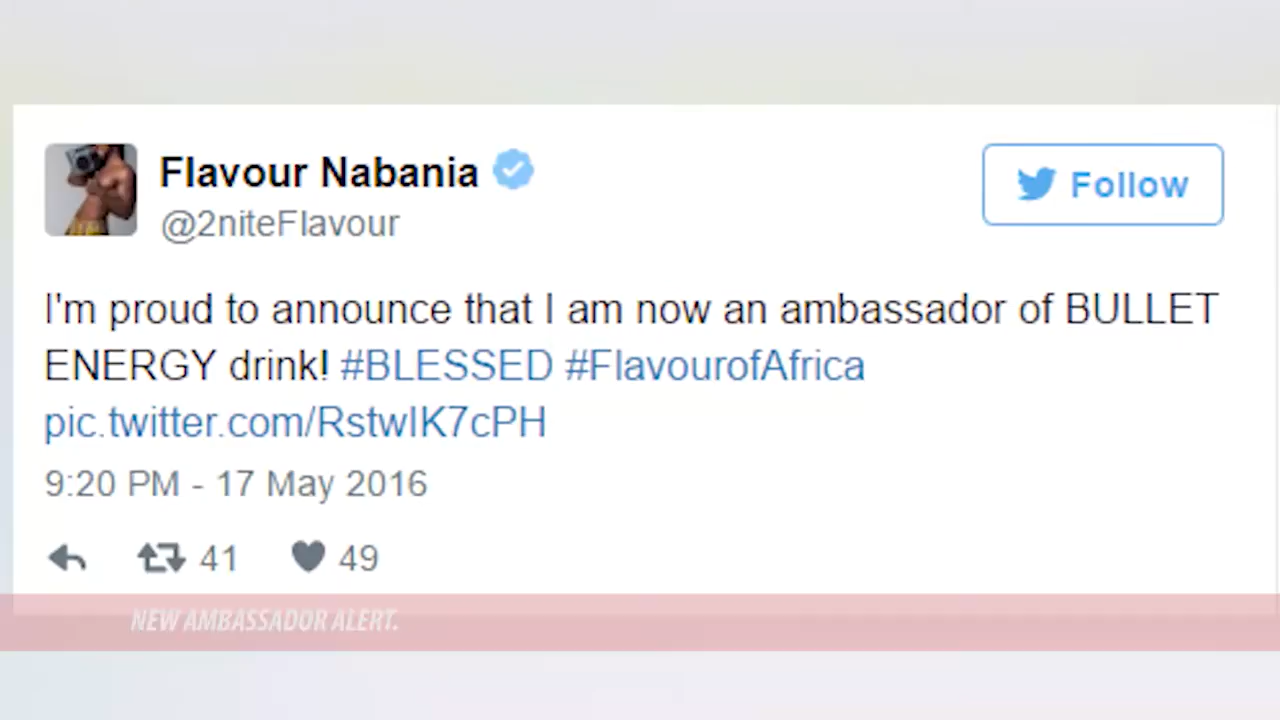 Flavour Nabania
@2niteFlavour
Follow
I'm proud to announce that I am now an ambassador of BULLET
ENERGY drink! #BLESSED #FlavourofAfrica
pic.twitter.com/RstwIK7cPH
9:20 PM - 17 May 2016
41 49
NEW AMBASSADOR ALERT.